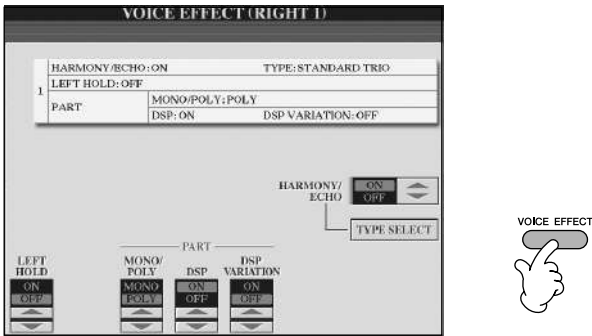 VOICE EFFECT (RIGHT 1)
HARMONY/ECHO: ON TYPE: STANDARD TRIO
1
LEFT HOLD: OFF
PART
MONO/POLY: POLY
DSP: ON DSP VARIATION: OFF
HARMONY/
ECHO
ON
OFF
TYPE SELECT
VOICE EFFECT
PART
LEFT
HOLD
ON
OFF
MONO/
POLY
MONO
POLY
DSP
ON
OFF
DSP
VARIATION
ON
OFF